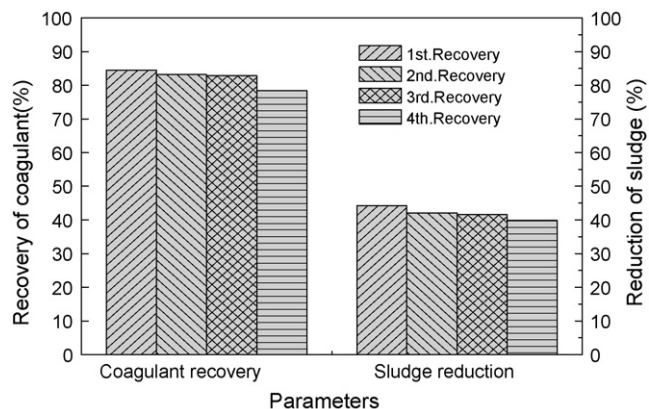 100
90
80
70
60
50
40
30
20
10
0
Recovery of coagulant(%)
1st.Recovery
2nd.Recovery
3rd.Recovery
4th.Recovery
100
90
80
70
60
50
40
30
20
10
0
Reduction of sludge (%)
Coagulant recovery
Sludge reduction
Parameters